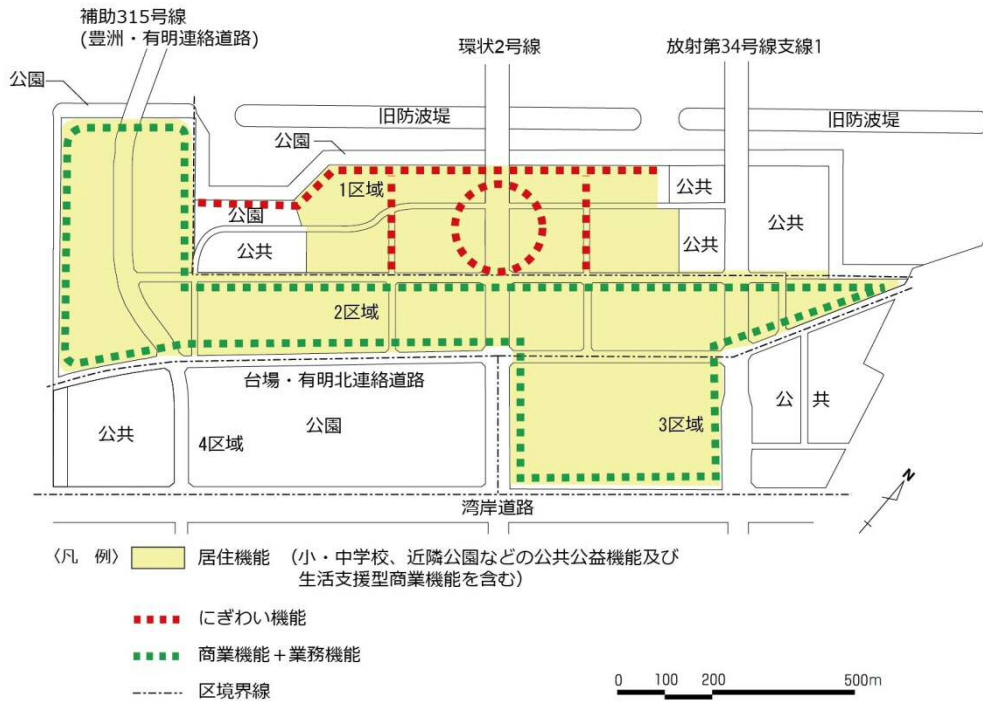 補助315号線
(豊洲・有明連絡道路)
環状2号線
放射第34号線支線1
公園
旧防波堤
旧防波堤
公園
1区域
公共
公園
公共
公共
公共
2区域
台場・有明北連絡道路
公園
公共
4区域
3区域
公 共
N
湾岸道路
〈凡 例〉 居住機能 (小・中学校、近隣公園などの公共公益機能及び
生活支援型商業機能を含む)
にぎわい機能
商業機能+業務機能
区境界線
0 100 200 500m